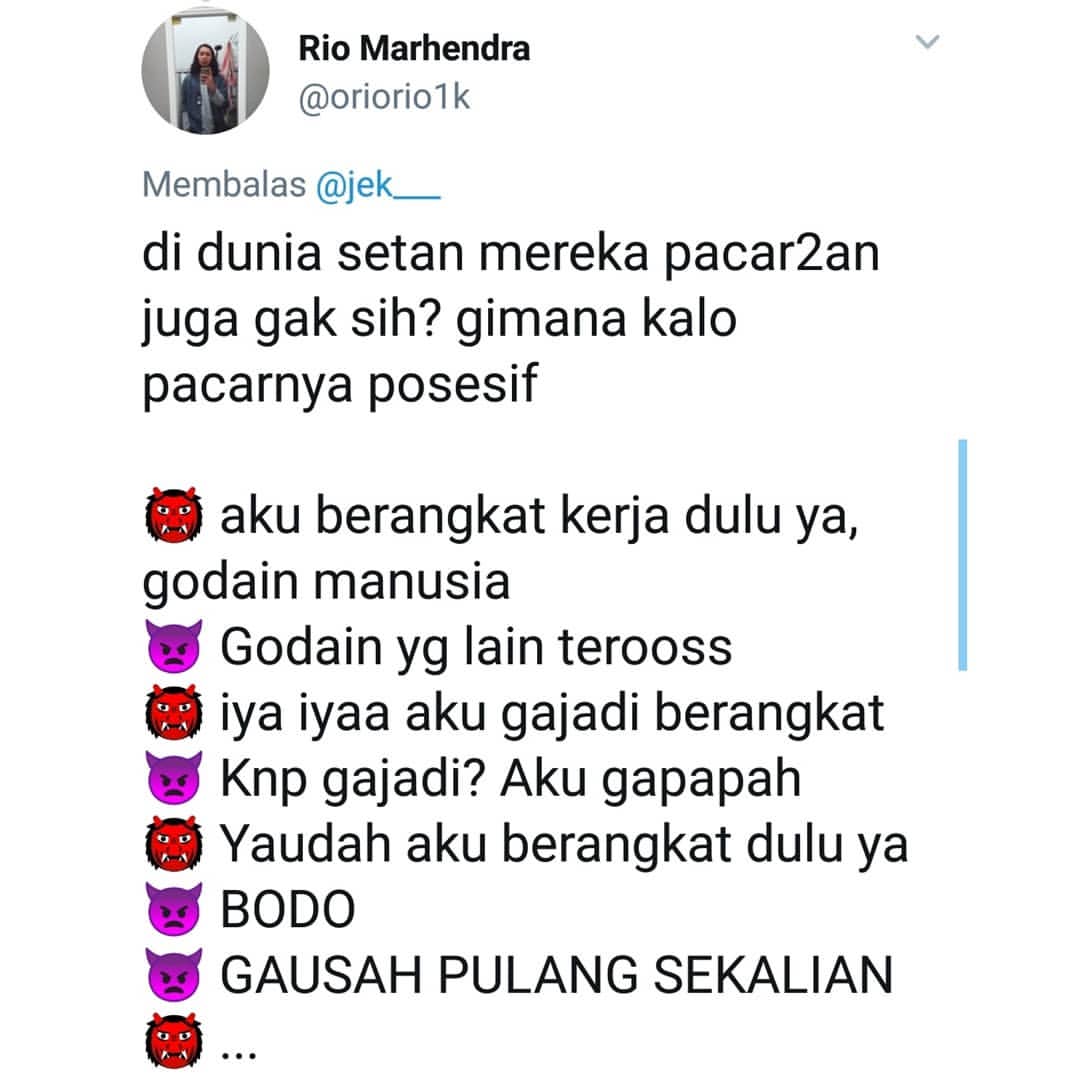 Rio Marhendra
@oriorio1k
Membalas @jek___
di dunia setan mereka pacar2an
juga gak sih? gimana kalo
pacarnya posesif
👹 aku berangkat kerja dulu ya,
godain manusia
👿 Godain yg lain terooss
👹 iya iyaa aku gajadi berangkat
👿 Knp gajadi? Aku gapapah
👹 Yaudah aku berangkat dulu ya
👿 BODO
👿 GAUSAH PULANG SEKALIAN
👹 ...